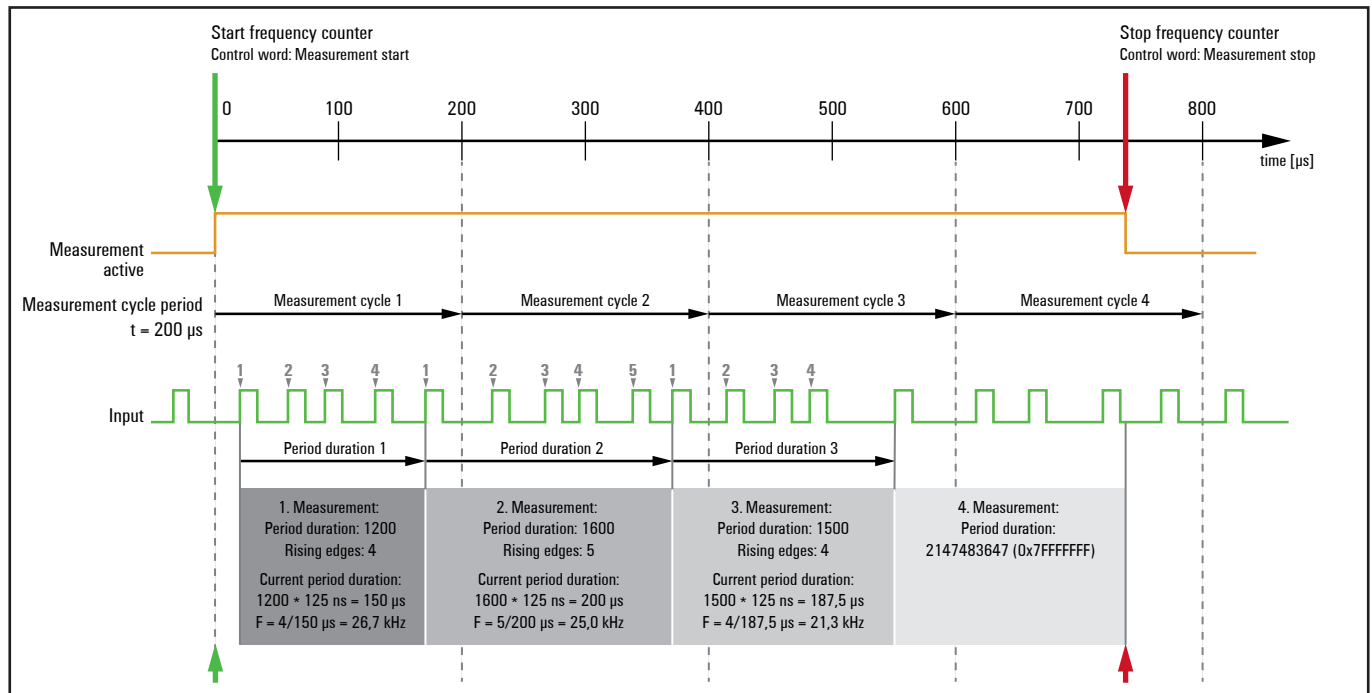 Start frequency counter
Control word: Measurement start
Stop frequency counter
Control word: Measurement stop
0 100 200 300 400 500 600 700 800
time [µs]
Measurement
active
Measurement cycle period
t = 200 µs
Measurement cycle 1
Measurement cycle 2
Measurement cycle 3
Measurement cycle 4
1 2 3 4 1 2 3 4 5 1 2 3 4
Input
Period duration 1
Period duration 2
Period duration 3
1. Measurement:
Period duration: 1200
Rising edges: 4
Current period duration:
1200 * 125 ns = 150 µs
F = 4/150 µs = 26,7 kHz
2. Measurement:
Period duration: 1600
Rising edges: 5
Current period duration:
1600 * 125 ns = 200 µs
F = 5/200 µs = 25,0 kHz
3. Measurement:
Period duration: 1500
Rising edges: 4
Current period duration:
1500 * 125 ns = 187,5 µs
F = 4/187,5 µs = 21,3 kHz
4. Measurement:
Period duration:
2147483647 (0x7FFFFFFF)